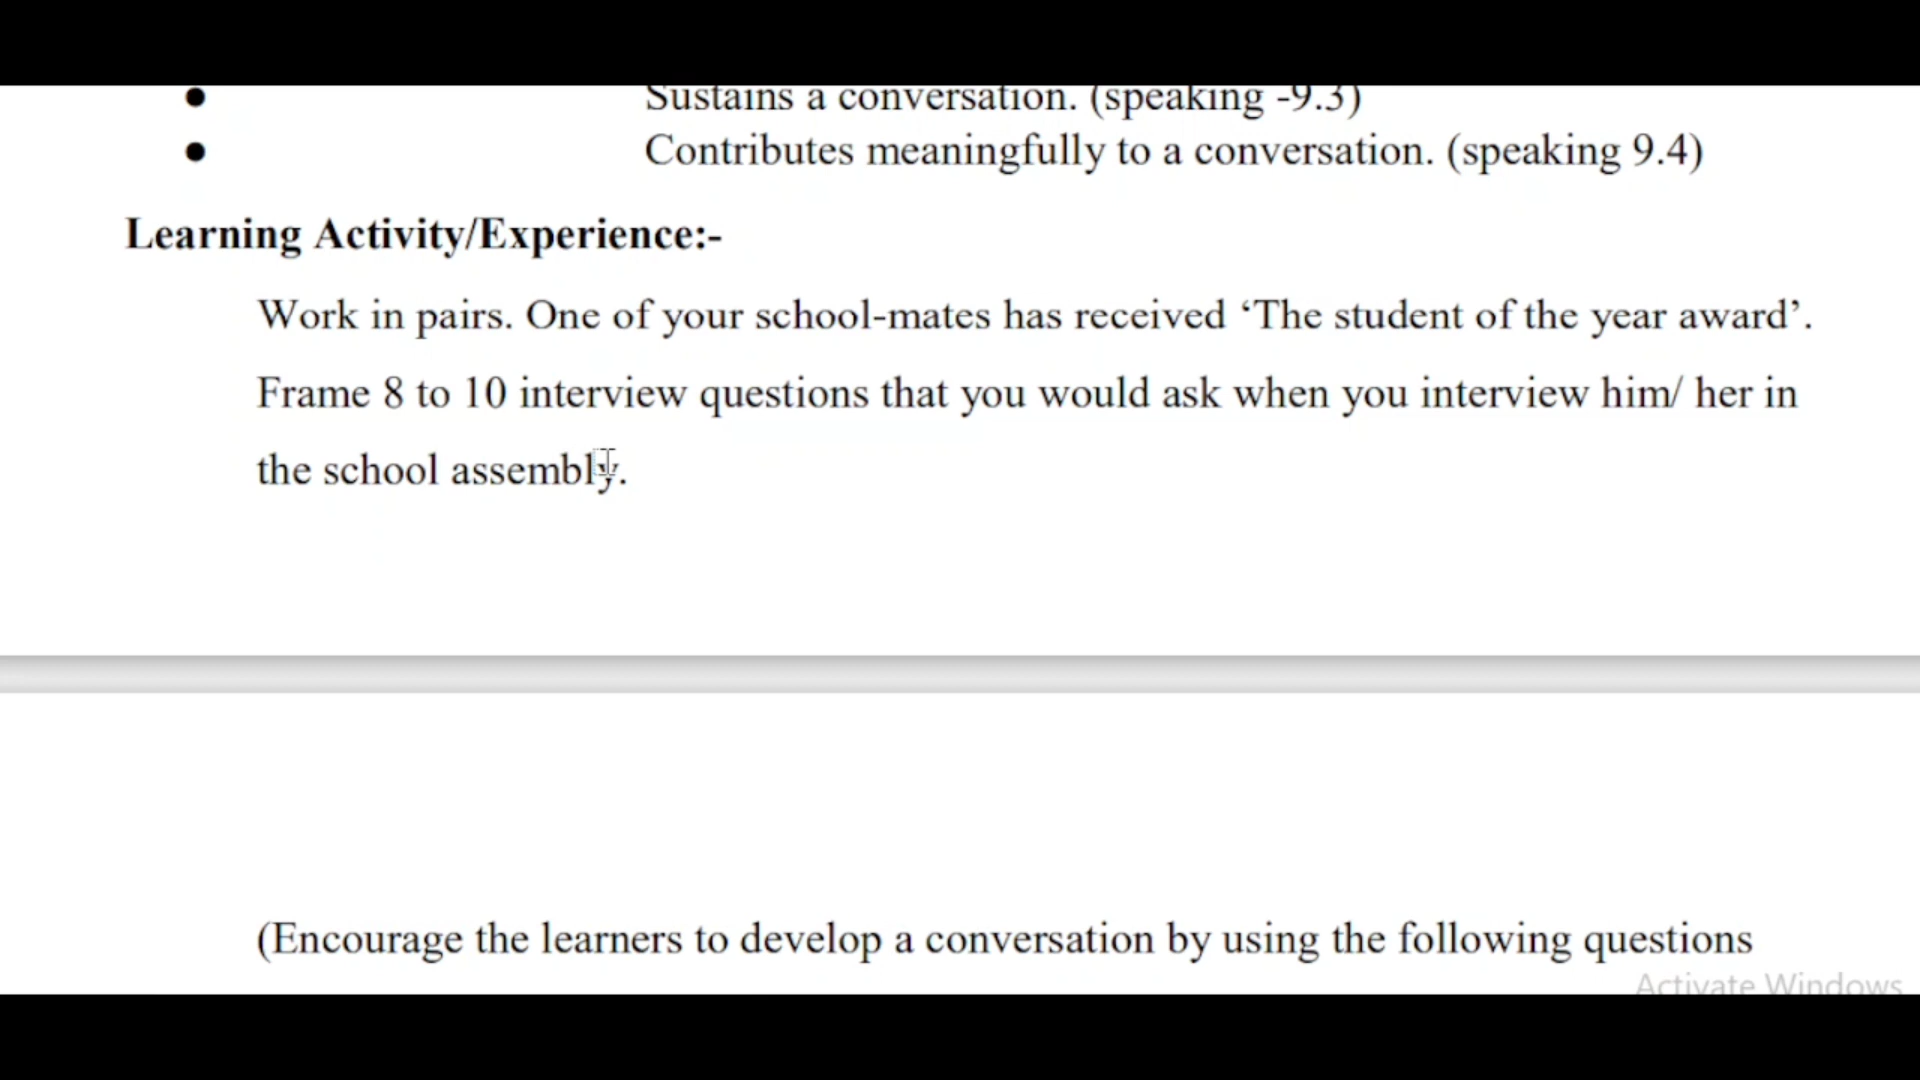 ● Sustains a conversation. (speaking -9.3)
● Contributes meaningfully to a conversation. (speaking 9.4)
Learning Activity/Experience:-
Work in pairs. One of your school-mates has received ‘The student of the year award’.
Frame 8 to 10 interview questions that you would ask when you interview him/ her in
the school assembly.
(Encourage the learners to develop a conversation by using the following questions
Activate Windows